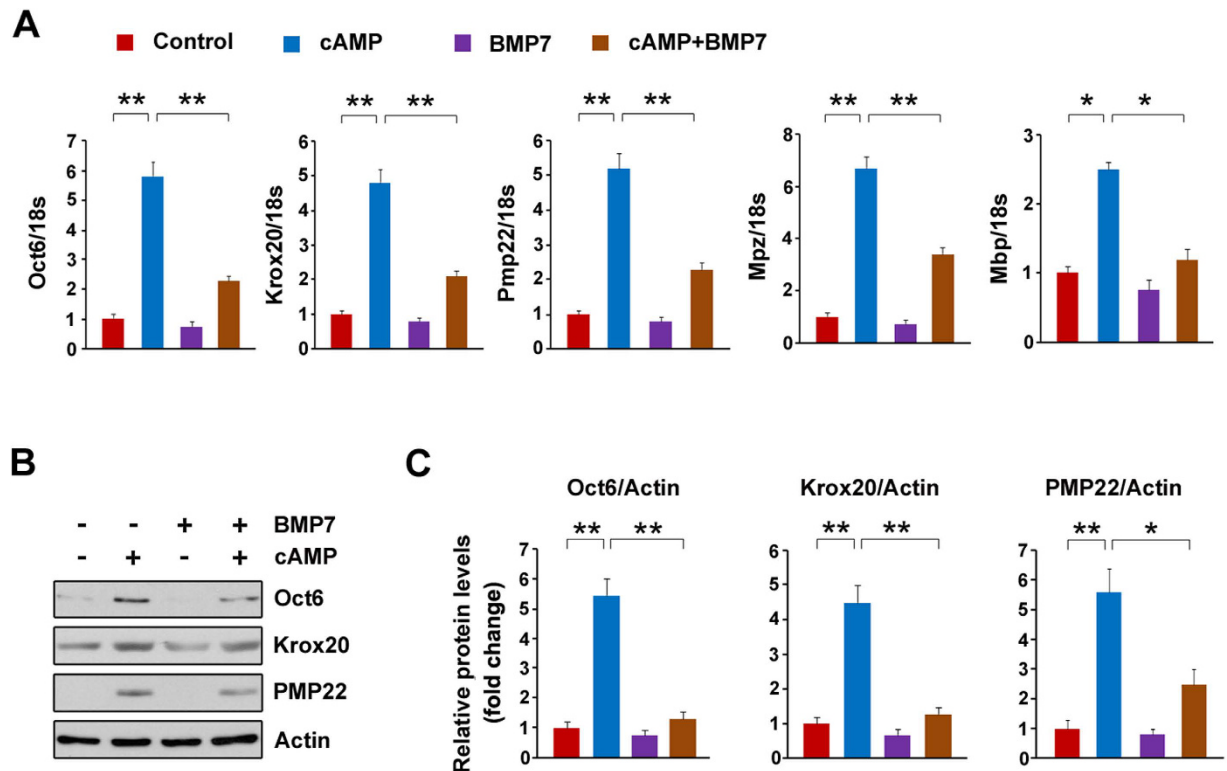 A
Control cAMP BMP7 cAMP+BMP7
** ** ** ** ** ** ** ** * *
Oct6/18s
7
6
5
4
3
2
1
0
Krox20/18s
6
5
4
3
2
1
0
Pmp22/18s
6
5
4
3
2
1
0
Mpz/18s
8
6
4
2
0
Mbp/18s
3
2
1
0
B
- - + + BMP7
- + - + cAMP
Oct6
Krox20
PMP22
Actin
C
Relative protein levels
(fold change)
Oct6/Actin
** **
7
6
5
4
3
2
1
0
Krox20/Actin
** **
6
5
4
3
2
1
0
PMP22/Actin
** *
7
6
5
4
3
2
1
0